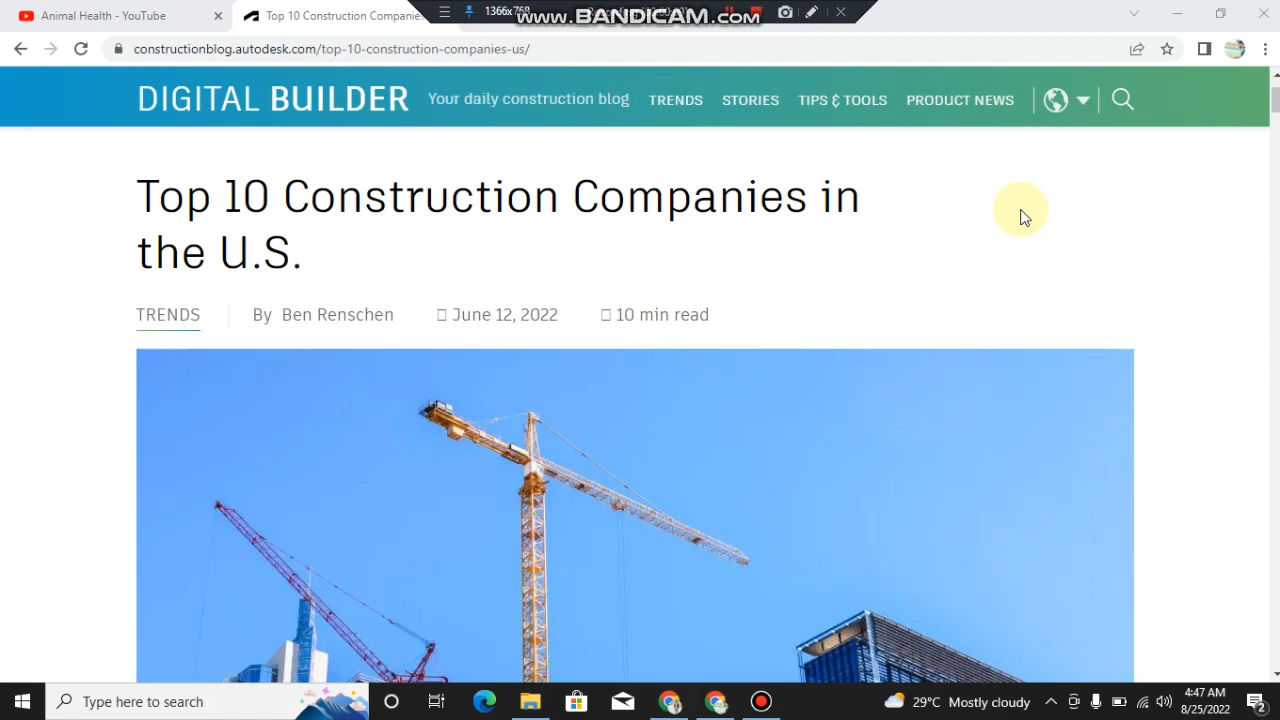 Animal Health - YouTube
Top 10 Construction Companies
1366x768
www.BANDICAM.com
constructionblog.autodesk.com/top-10-construction-companies-us/
DIGITAL BUILDER
Your daily construction blog
TRENDS
STORIES
TIPS & TOOLS
PRODUCT NEWS
Top 10 Construction Companies in
the U.S.
TRENDS
By Ben Renschen
June 12, 2022
10 min read
Type here to search
29°C Mostly cloudy
4:47 AM
8/25/2022
2